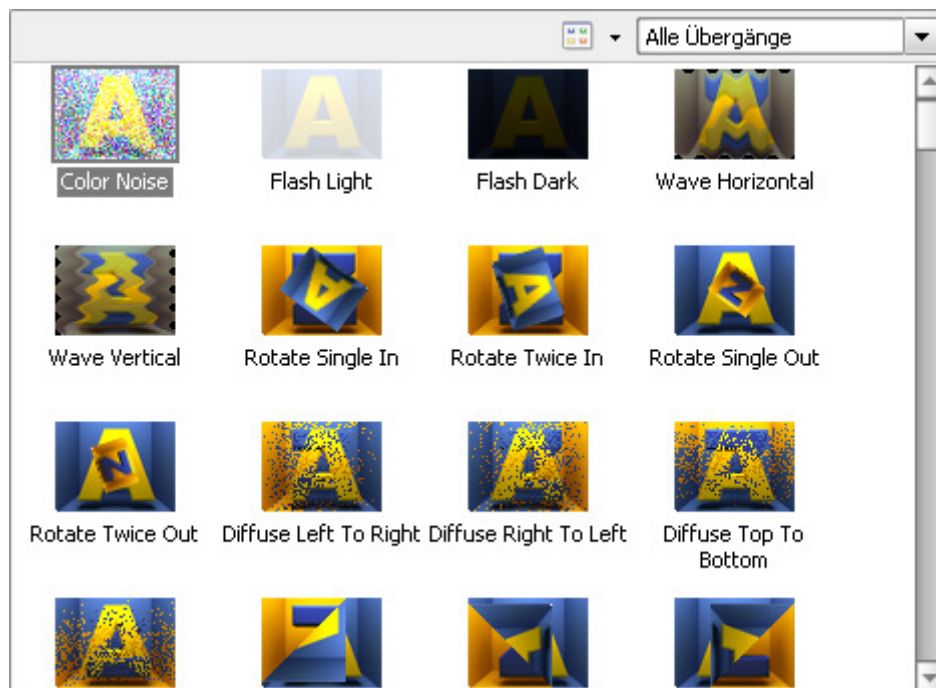 Alle Übergänge
Color Noise
Flash Light
Flash Dark
Wave Horizontal
Wave Vertical
Rotate Single In
Rotate Twice In
Rotate Single Out
Rotate Twice Out
Diffuse Left To Right
Diffuse Right To Left
Diffuse Top To
Bottom